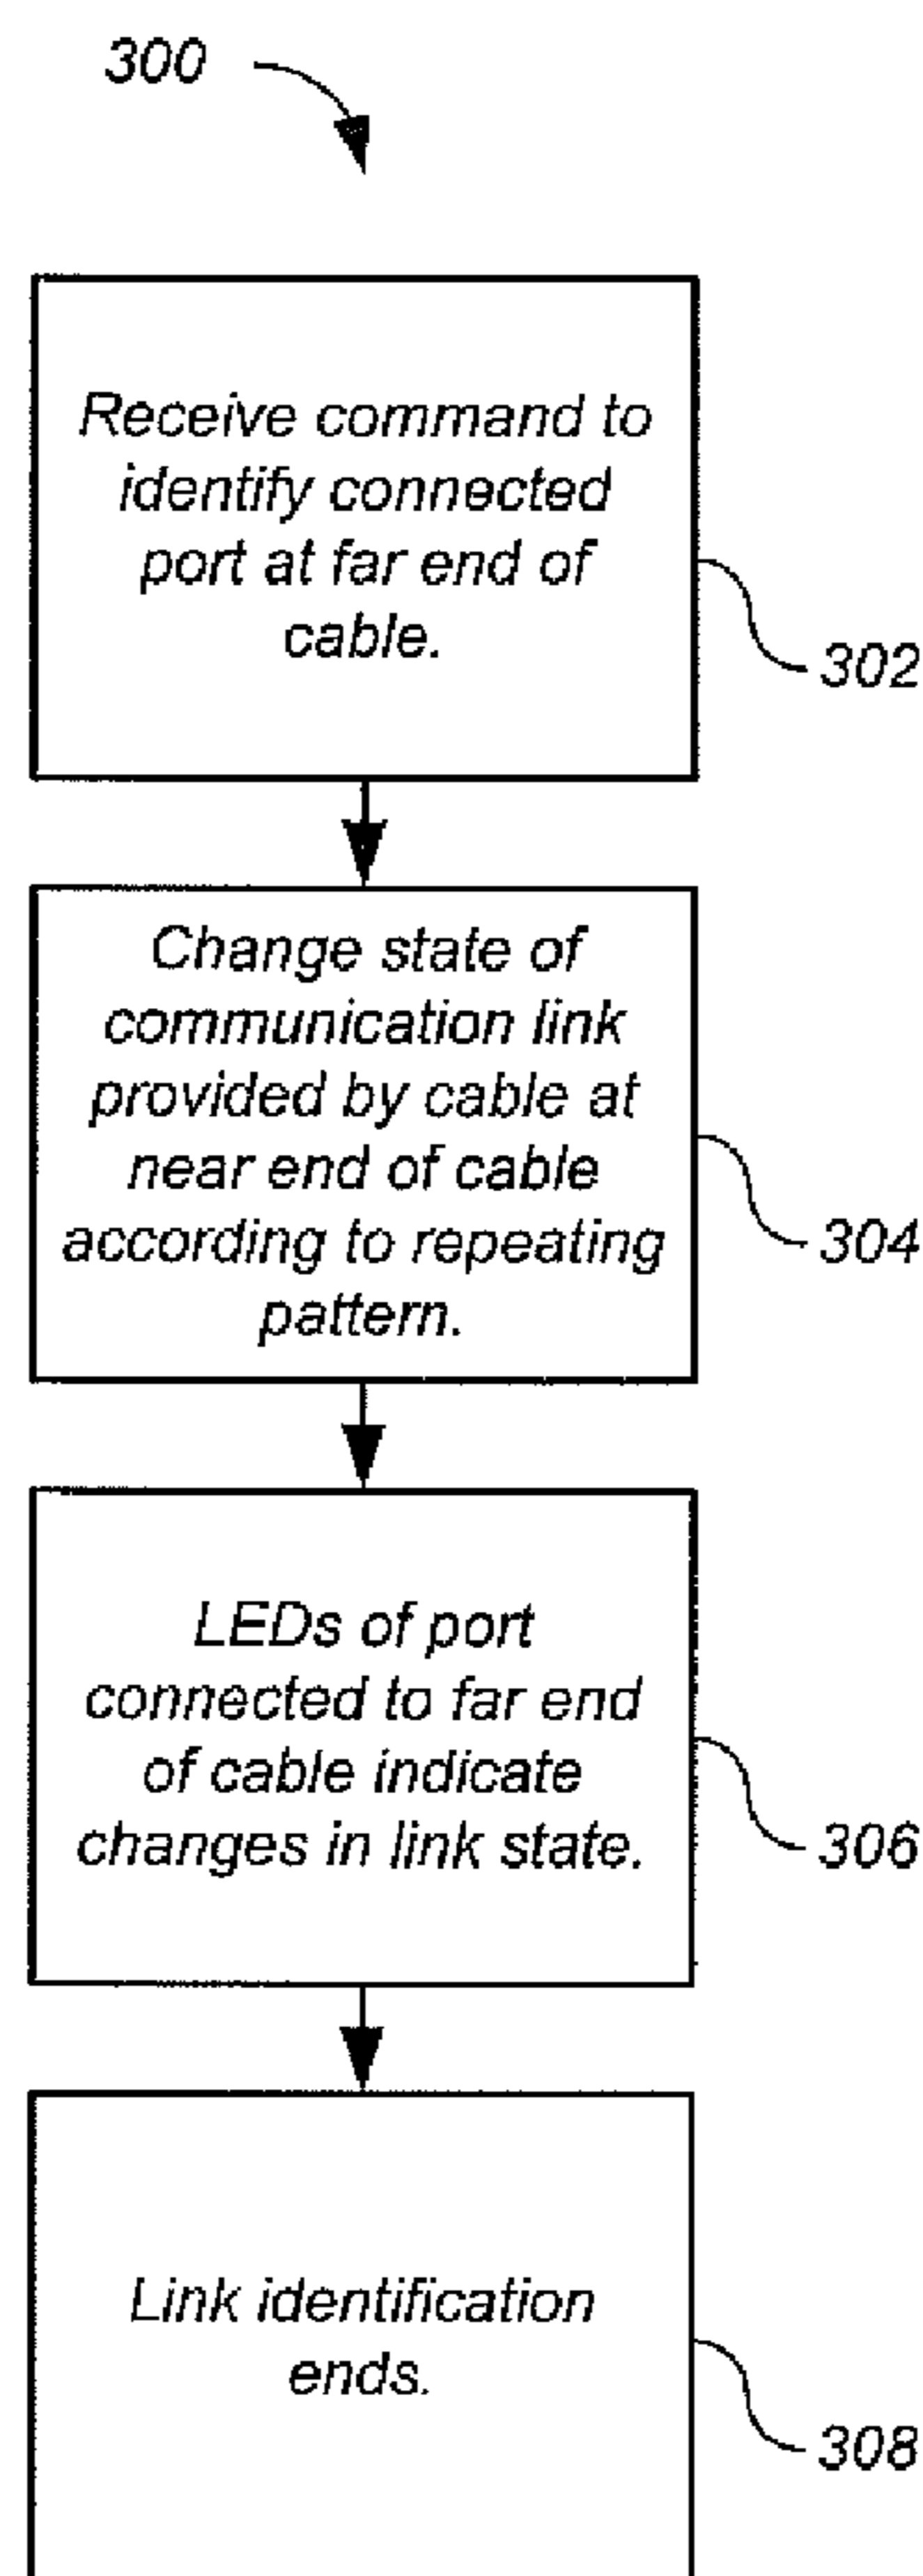 300
Receive command to
identify connected
port at far end of
cable.
302
Change state of
communication link
provided by cable at
near end of cable
according to repeating
pattern.
304
LEDs of port
connected to far end
of cable indicate
changes in link state.
306
Link identification
ends.
308